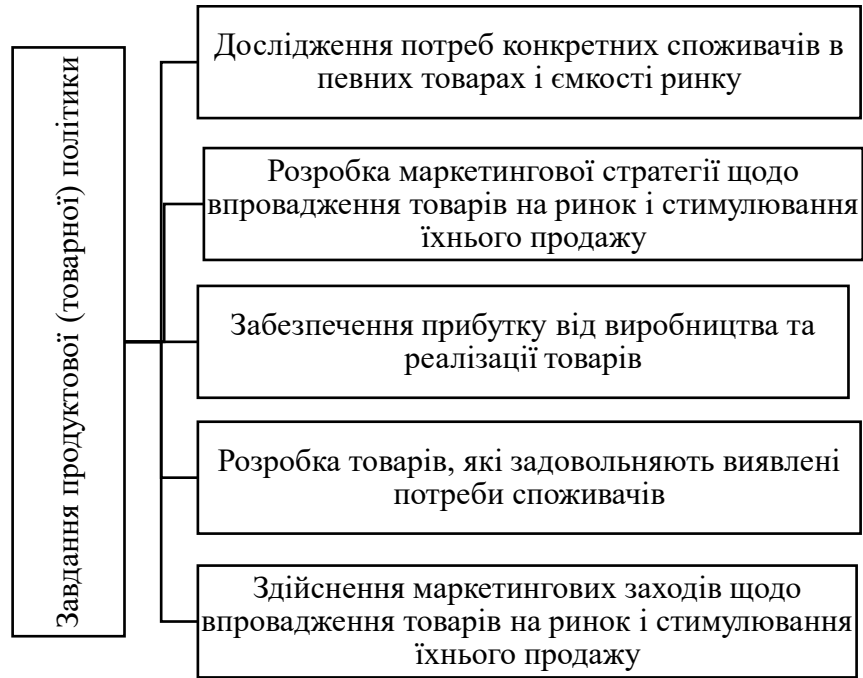 Завдання продуктової (товарної) політики
Дослідження потреб конкретних споживачів в
певних товарах і ємкості ринку
Розробка маркетингової стратегії щодо
впровадження товарів на ринок і стимулювання
їхнього продажу
Забезпечення прибутку від виробництва та
реалізації товарів
Розробка товарів, які задовольняють виявлені
потреби споживачів
Здійснення маркетингових заходів щодо
впровадження товарів на ринок і стимулювання
їхнього продажу